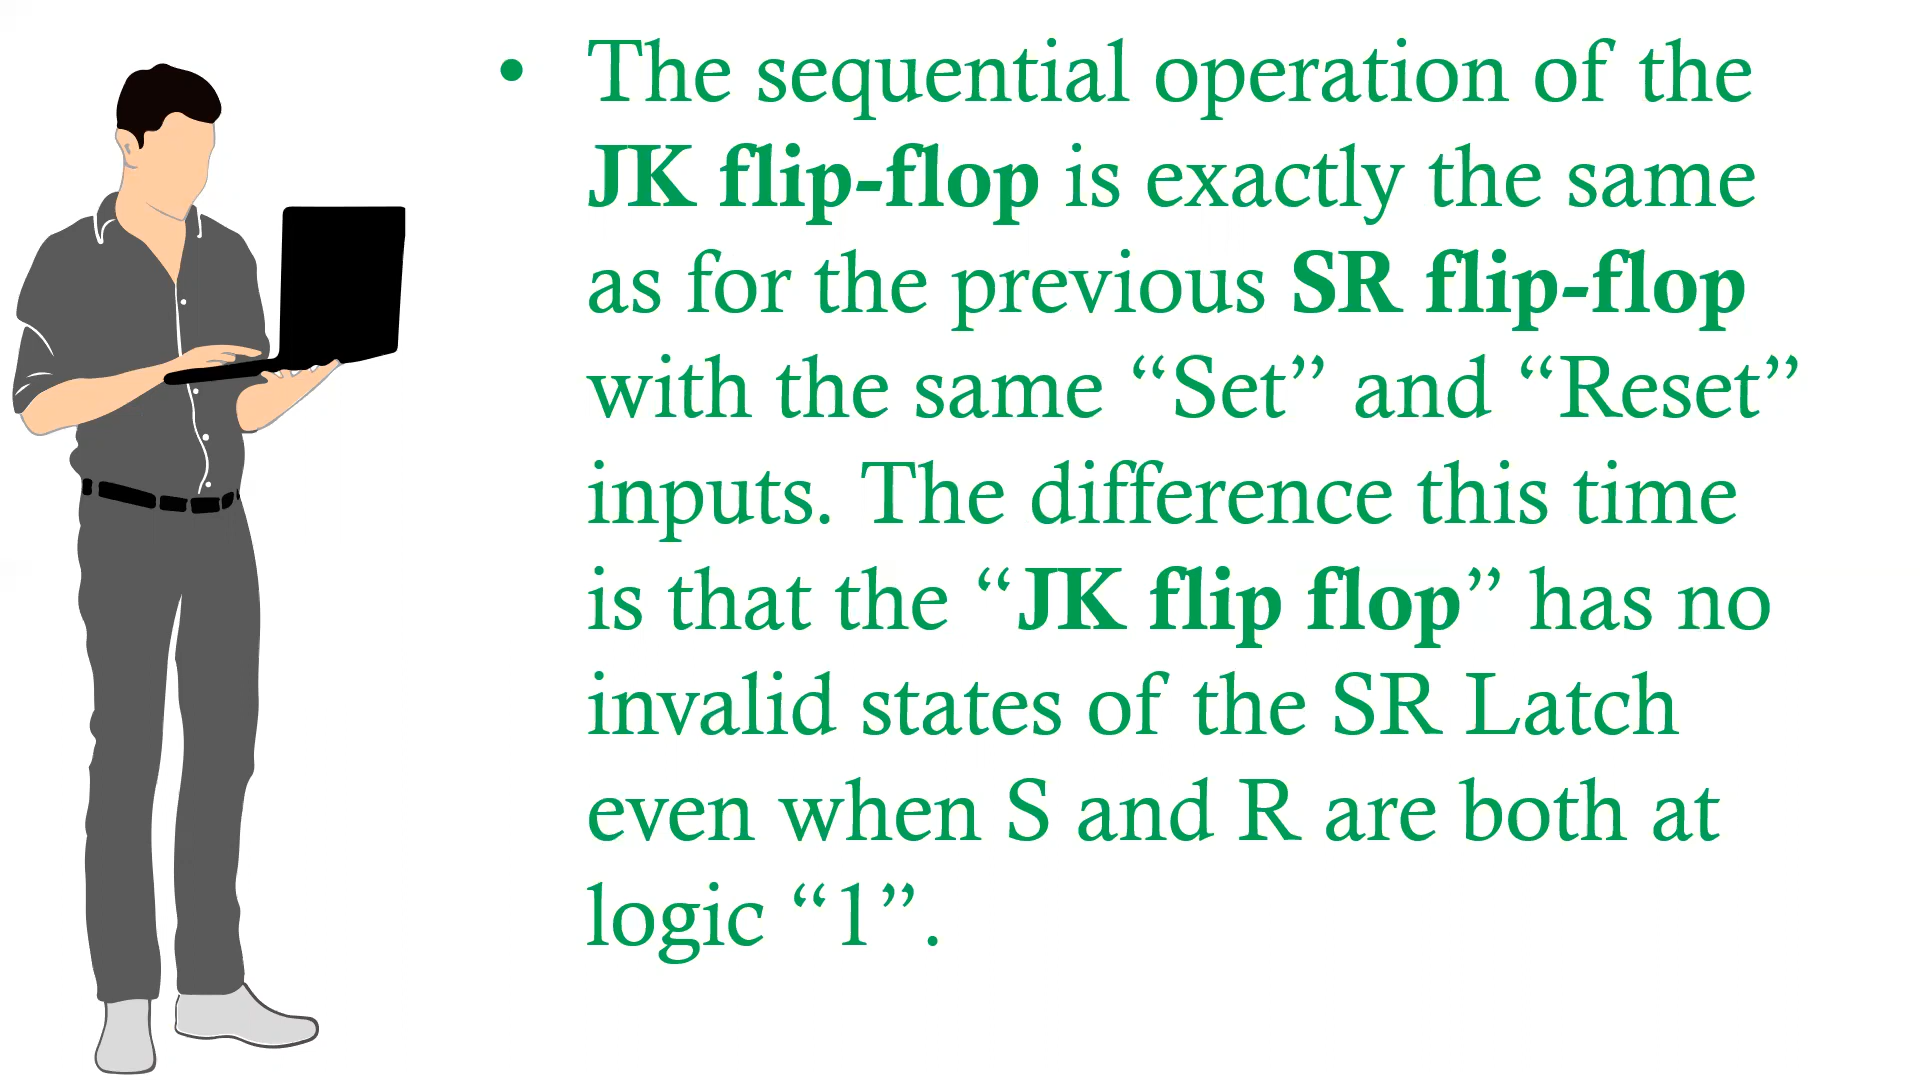 • The sequential operation of the
JK flip-flop is exactly the same
as for the previous SR flip-flop
with the same “Set” and “Reset”
inputs. The difference this time
is that the “JK flip flop” has no
invalid states of the SR Latch
even when S and R are both at
logic “1”.